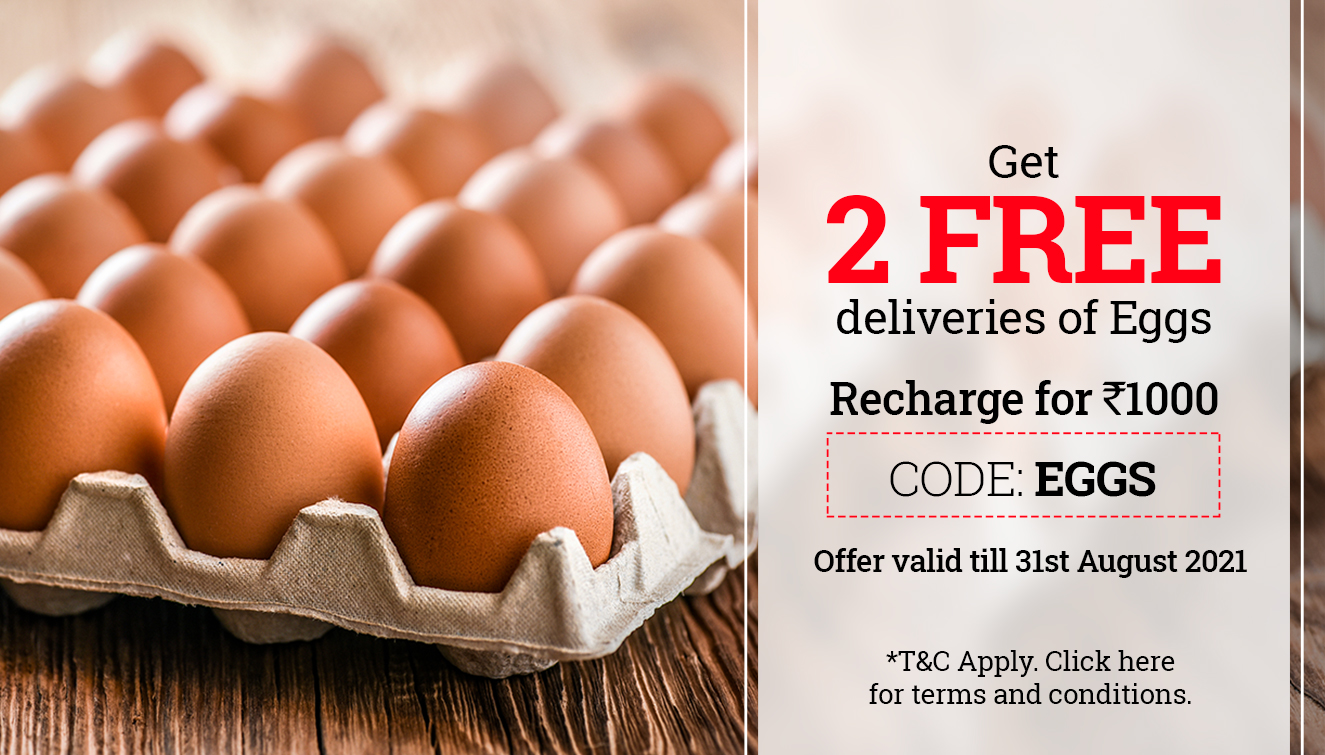 Get
2 FREE
deliveries of Eggs
Recharge for ₹1000
CODE: EGGS
Offer valid till 31st August 2021
*T&C Apply. Click here
for terms and conditions.